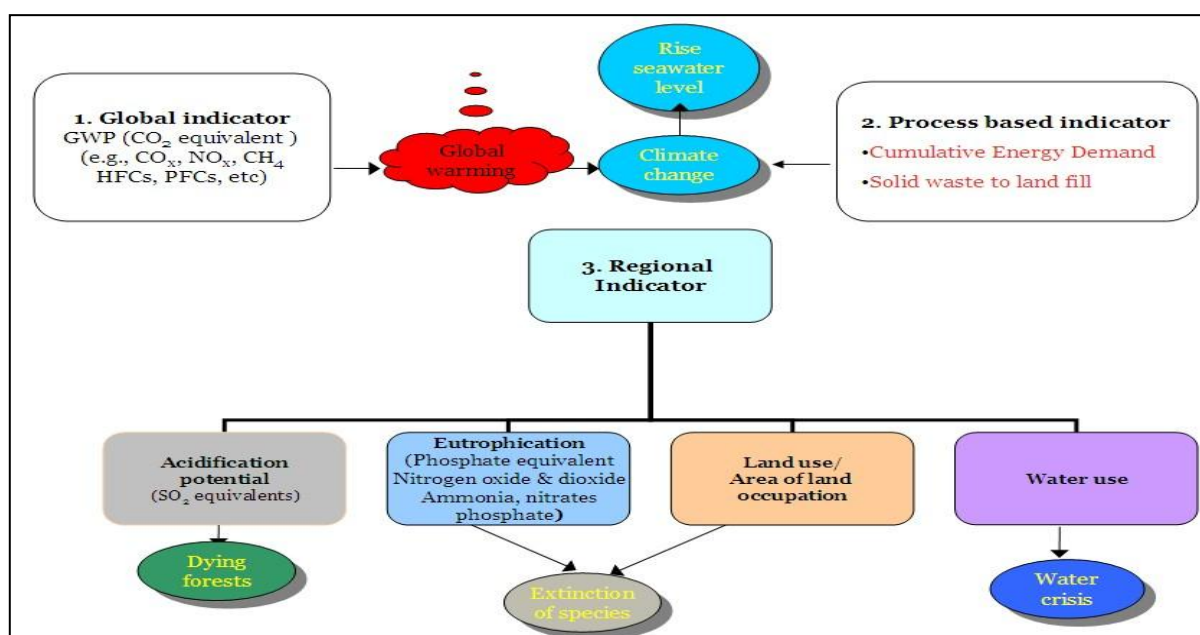 Rise
seawater
level
1. Global indicator
GWP (CO₂ equivalent )
(e.g., COₓ, NOₓ, CH₄
HFCs, PFCs, etc)
Global
warming
Climate
change
2. Process based indicator
•Cumulative Energy Demand
•Solid waste to land fill
3. Regional
Indicator
Acidification
potential
(SO₂ equivalents)
Eutrophication
(Phosphate equivalent
Nitrogen oxide & dioxide
Ammonia, nitrates
phosphate)
Land use/
Area of land
occupation
Water use
Dying
forests
Extinction
of species
Water
crisis